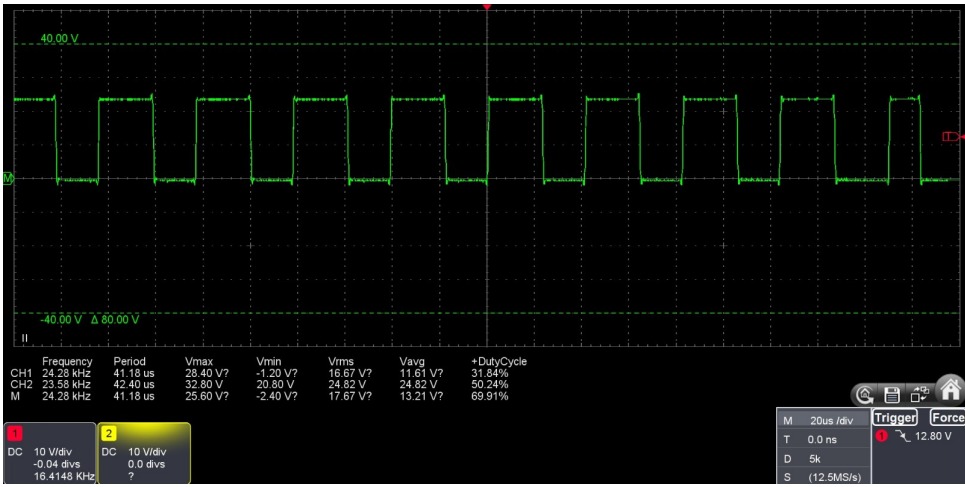 40.00 V
M
T
-40.00 V Δ 80.00 V
II
Frequency Period Vmax Vmin Vrms Vavg +DutyCycle
CH1 24.28 kHz 41.18 us 28.40 V? -1.20 V? 16.67 V? 11.61 V? 31.84%
CH2 23.58 kHz 42.40 us 32.80 V 20.80 V 24.82 V 24.82 V 50.24%
M 24.28 kHz 41.18 us 25.60 V? -2.40 V? 17.67 V? 13.21 V? 69.91%
1
DC 10 V/div
-0.04 divs
16.4148 KHz
2
DC 10 V/div
0.0 divs
?
M 20us /div
T 0.0 ns
D 5k
S (12.5MS/s)
Trigger Force
1 12.80 V